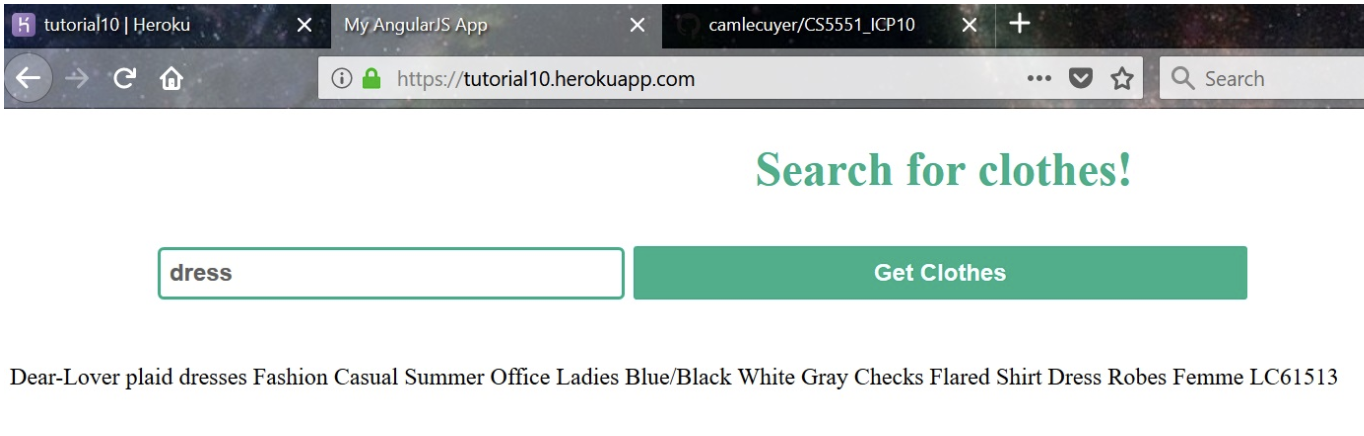 tutorial10 | Heroku
My AngularJS App
camlecuyer/CS5551_ICP10
https://tutorial10.herokuapp.com
Search
Search for clothes!
dress
Get Clothes
Dear-Lover plaid dresses Fashion Casual Summer Office Ladies Blue/Black White Gray Checks Flared Shirt Dress Robes Femme LC61513